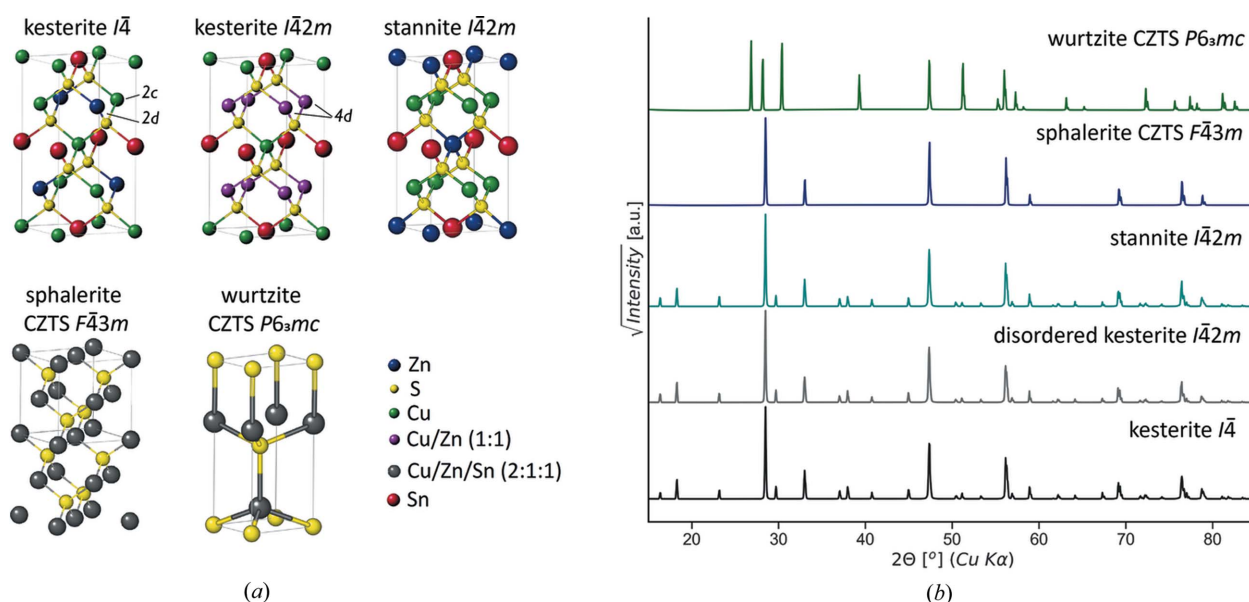 kesterite I4̄
kesterite I4̄2m
stannite I4̄2m
2c
2d
4d
sphalerite
CZTS F4̄3m
wurtzite
CZTS P6₃mc
Zn
S
Cu
Cu/Zn (1:1)
Cu/Zn/Sn (2:1:1)
Sn
(a)
wurtzite CZTS P6₃mc
sphalerite CZTS F4̄3m
stannite I4̄2m
disordered kesterite I4̄2m
kesterite I4̄
√Intensity [a.u.]
20 30 40 50 60 70 80
2Θ [°] (Cu Kα)
(b)